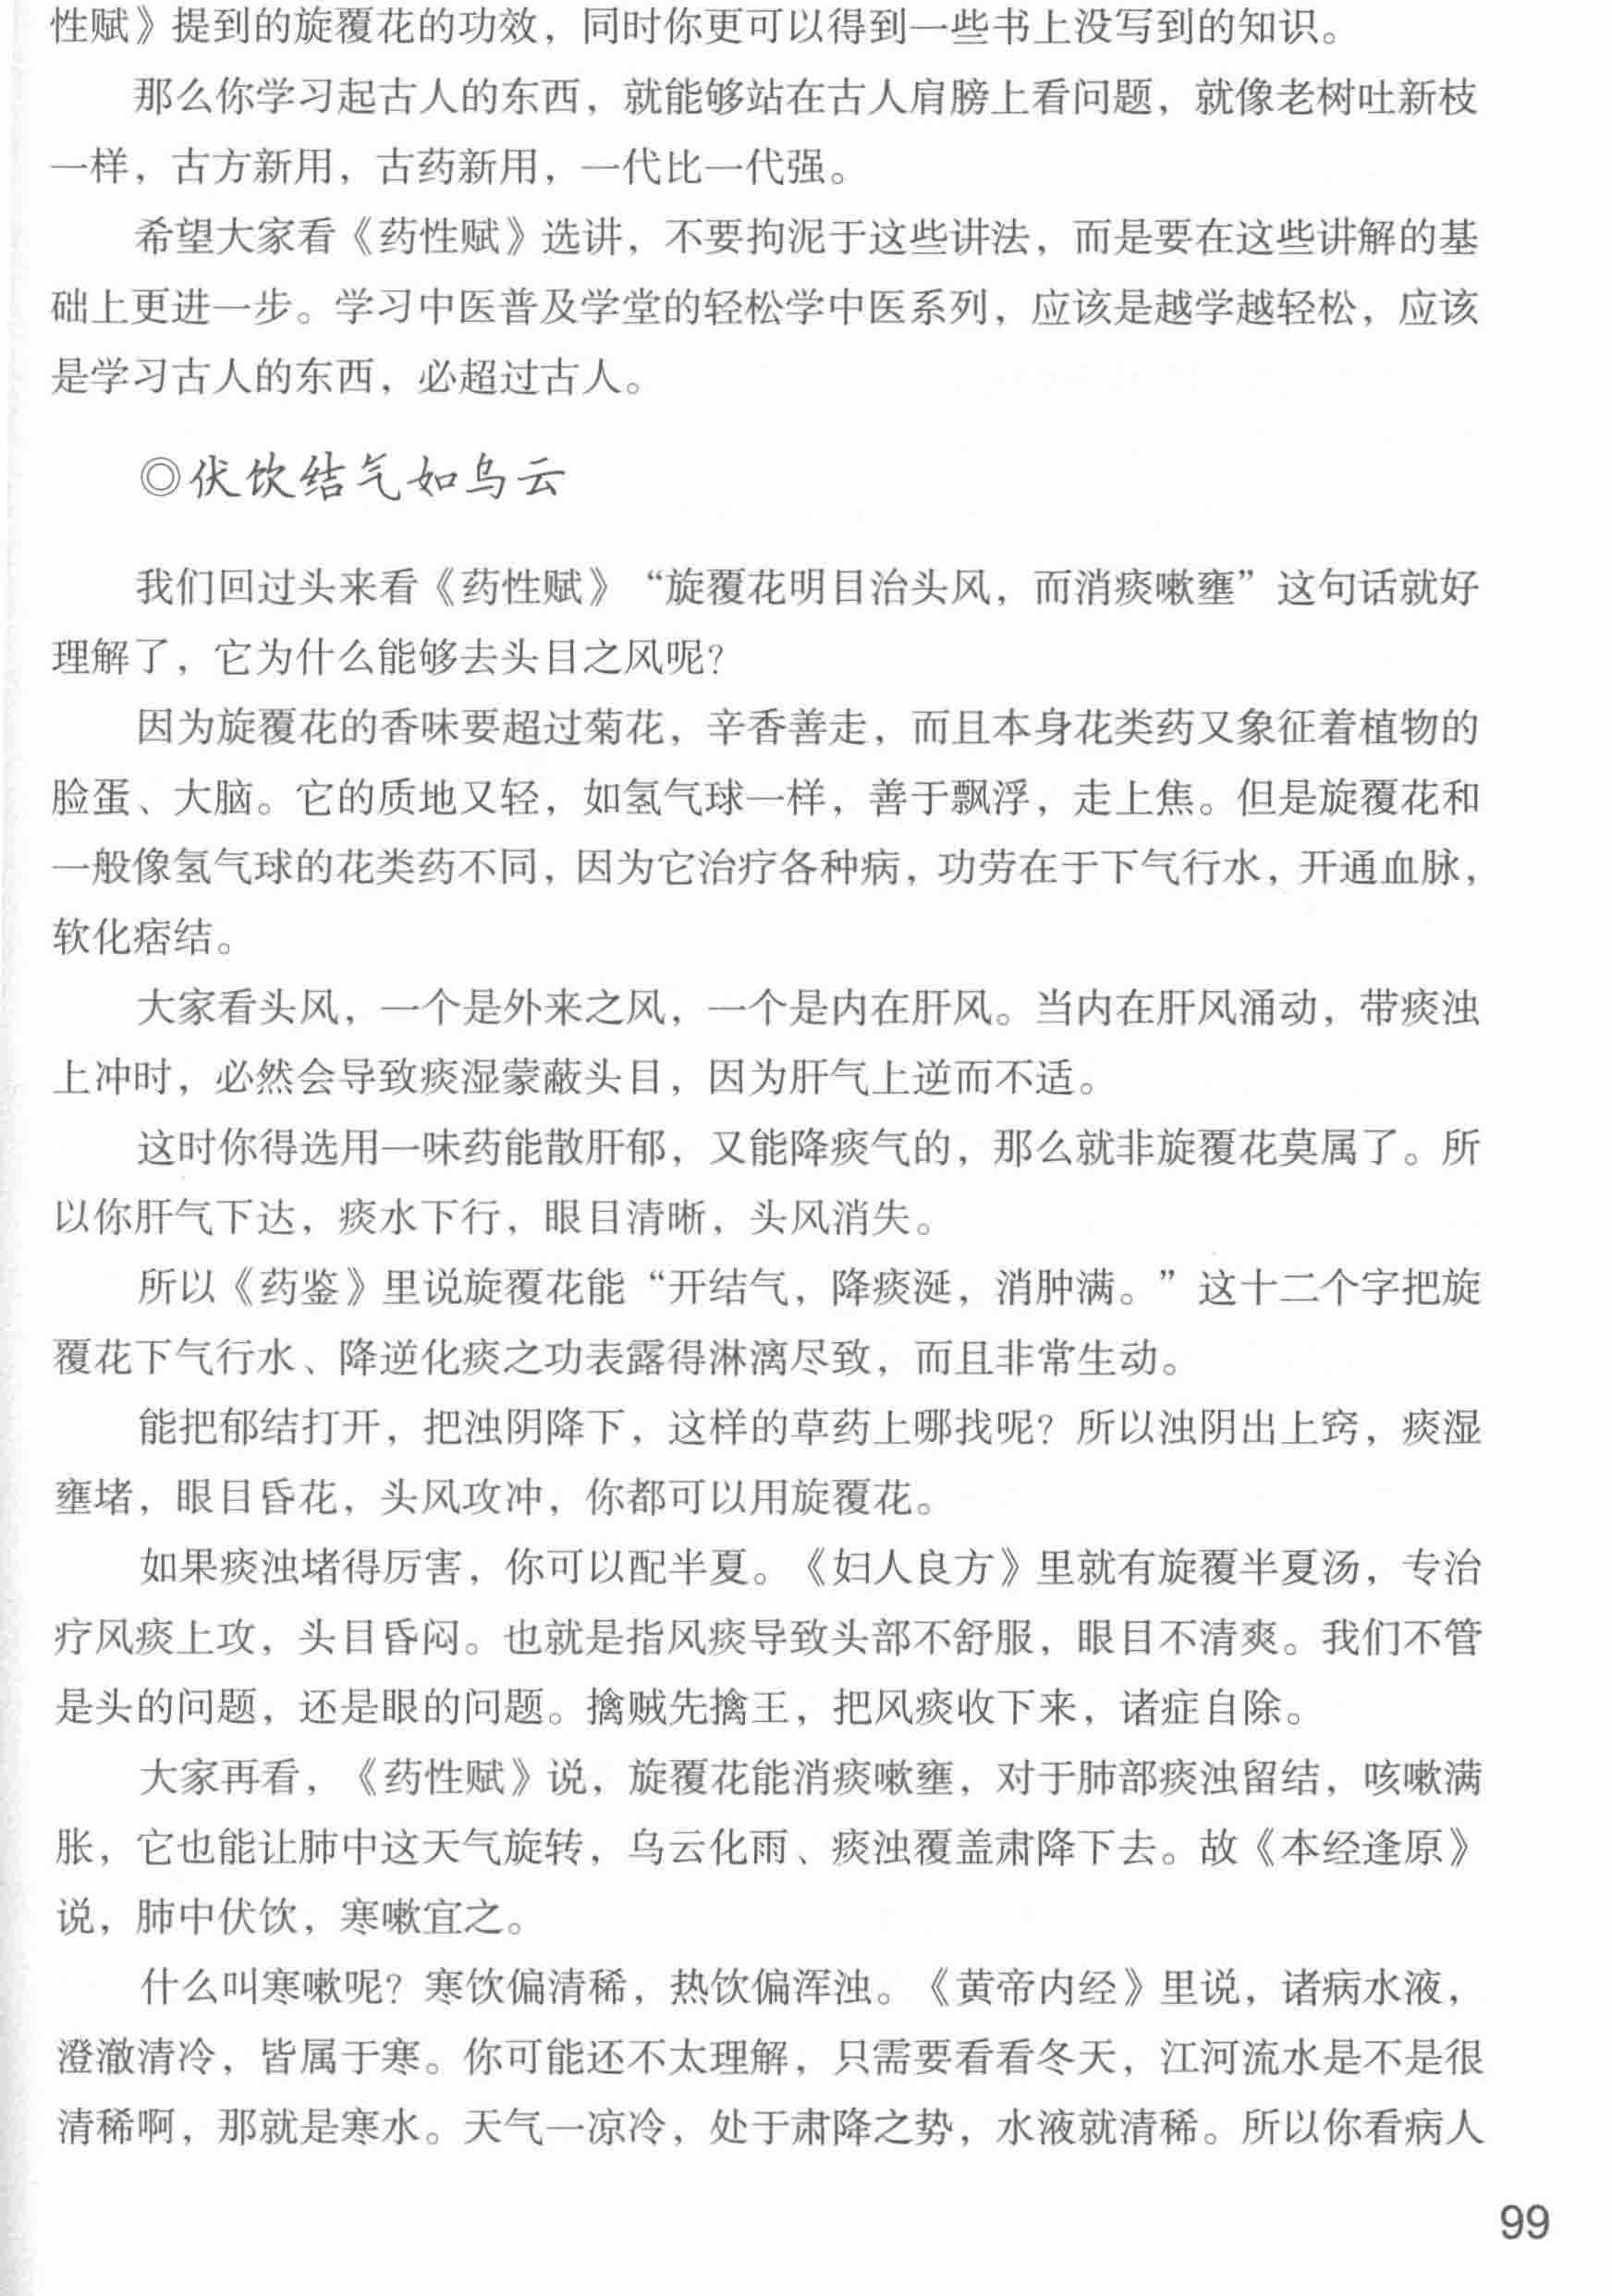 性赋》提到的旋覆花的功效，同时你更可以得到一些书上没写到的知识。
那么你学习起古人的东西，就能够站在古人肩膀上看问题，就像老树吐新枝
一样，古方新用，古药新用，一代比一代强。
希望大家看《药性赋》选讲，不要拘泥于这些讲法，而是要在这些讲解的基
础上更进一步。学习中医普及学堂的轻松学中医系列，应该是越学越轻松，应该
是学习古人的东西，必超过古人。
◎伏饮结气如乌云
我们回过头来看《药性赋》“旋覆花明目治头风，而消痰嗽壅”这句话就好
理解了，它为什么能够去头目之风呢？
因为旋覆花的香味要超过菊花，辛香善走，而且本身花类药又象征着植物的
脸蛋、大脑。它的质地又轻，如氢气球一样，善于飘浮，走上焦。但是旋覆花和
一般像氢气球的花类药不同，因为它治疗各种病，功劳在于下气行水，开通血脉，
软化痞结。
大家看头风，一个是外来之风，一个是内在肝风。当内在肝风涌动，带痰浊
上冲时，必然会导致痰湿蒙蔽头目，因为肝气上逆而不适。
这时你得选用一味药能散肝郁，又能降痰气的，那么就非旋覆花莫属了。所
以你肝气下达，痰水下行，眼目清晰，头风消失。
所以《药鉴》里说旋覆花能“开结气，降痰涎，消肿满。”这十二个字把旋
覆花下气行水、降逆化痰之功表露得淋漓尽致，而且非常生动。
能把郁结打开，把浊阴降下，这样的草药上哪找呢？所以浊阴出上窍，痰湿
壅堵，眼目昏花，头风攻冲，你都可以用旋覆花。
如果痰浊堵得厉害，你可以配半夏。《妇人良方》里就有旋覆半夏汤，专治
疗风痰上攻，头目昏闷。也就是指风痰导致头部不舒服，眼目不清爽。我们不管
是头的问题，还是眼的问题。擒贼先擒王，把风痰收下来，诸症自除。
大家再看，《药性赋》说，旋覆花能消痰嗽壅，对于肺部痰浊留结，咳嗽满
胀，它也能让肺中这天气旋转，乌云化雨、痰浊覆盖肃降下去。故《本经逢原》
说，肺中伏饮，寒嗽宜之。
什么叫寒嗽呢？寒饮偏清稀，热饮偏浑浊。《黄帝内经》里说，诸病水液，
澄澈清冷，皆属于寒。你可能还不太理解，只需要看看冬天，江河流水是不是很
清稀啊，那就是寒水。天气一凉冷，处于肃降之势，水液就清稀。所以你看病人
99